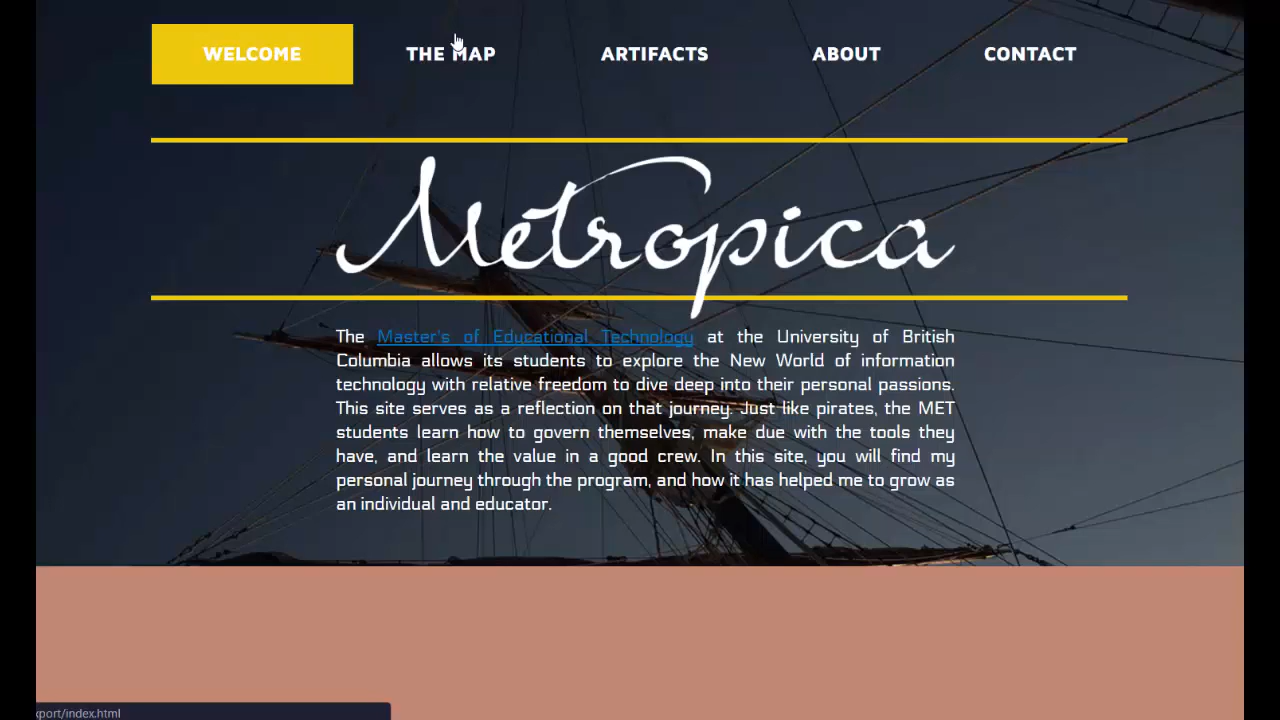 WELCOME THE MAP ARTIFACTS ABOUT CONTACT
Metropica
The Master's of Educational Technology at the University of British
Columbia allows its students to explore the New World of information
technology with relative freedom to dive deep into their personal passions.
This site serves as a reflection on that journey. Just like pirates, the MET
students learn how to govern themselves, make due with the tools they
have, and learn the value in a good crew. In this site, you will find my
personal journey through the program, and how it has helped me to grow as
an individual and educator.
xport/index.html